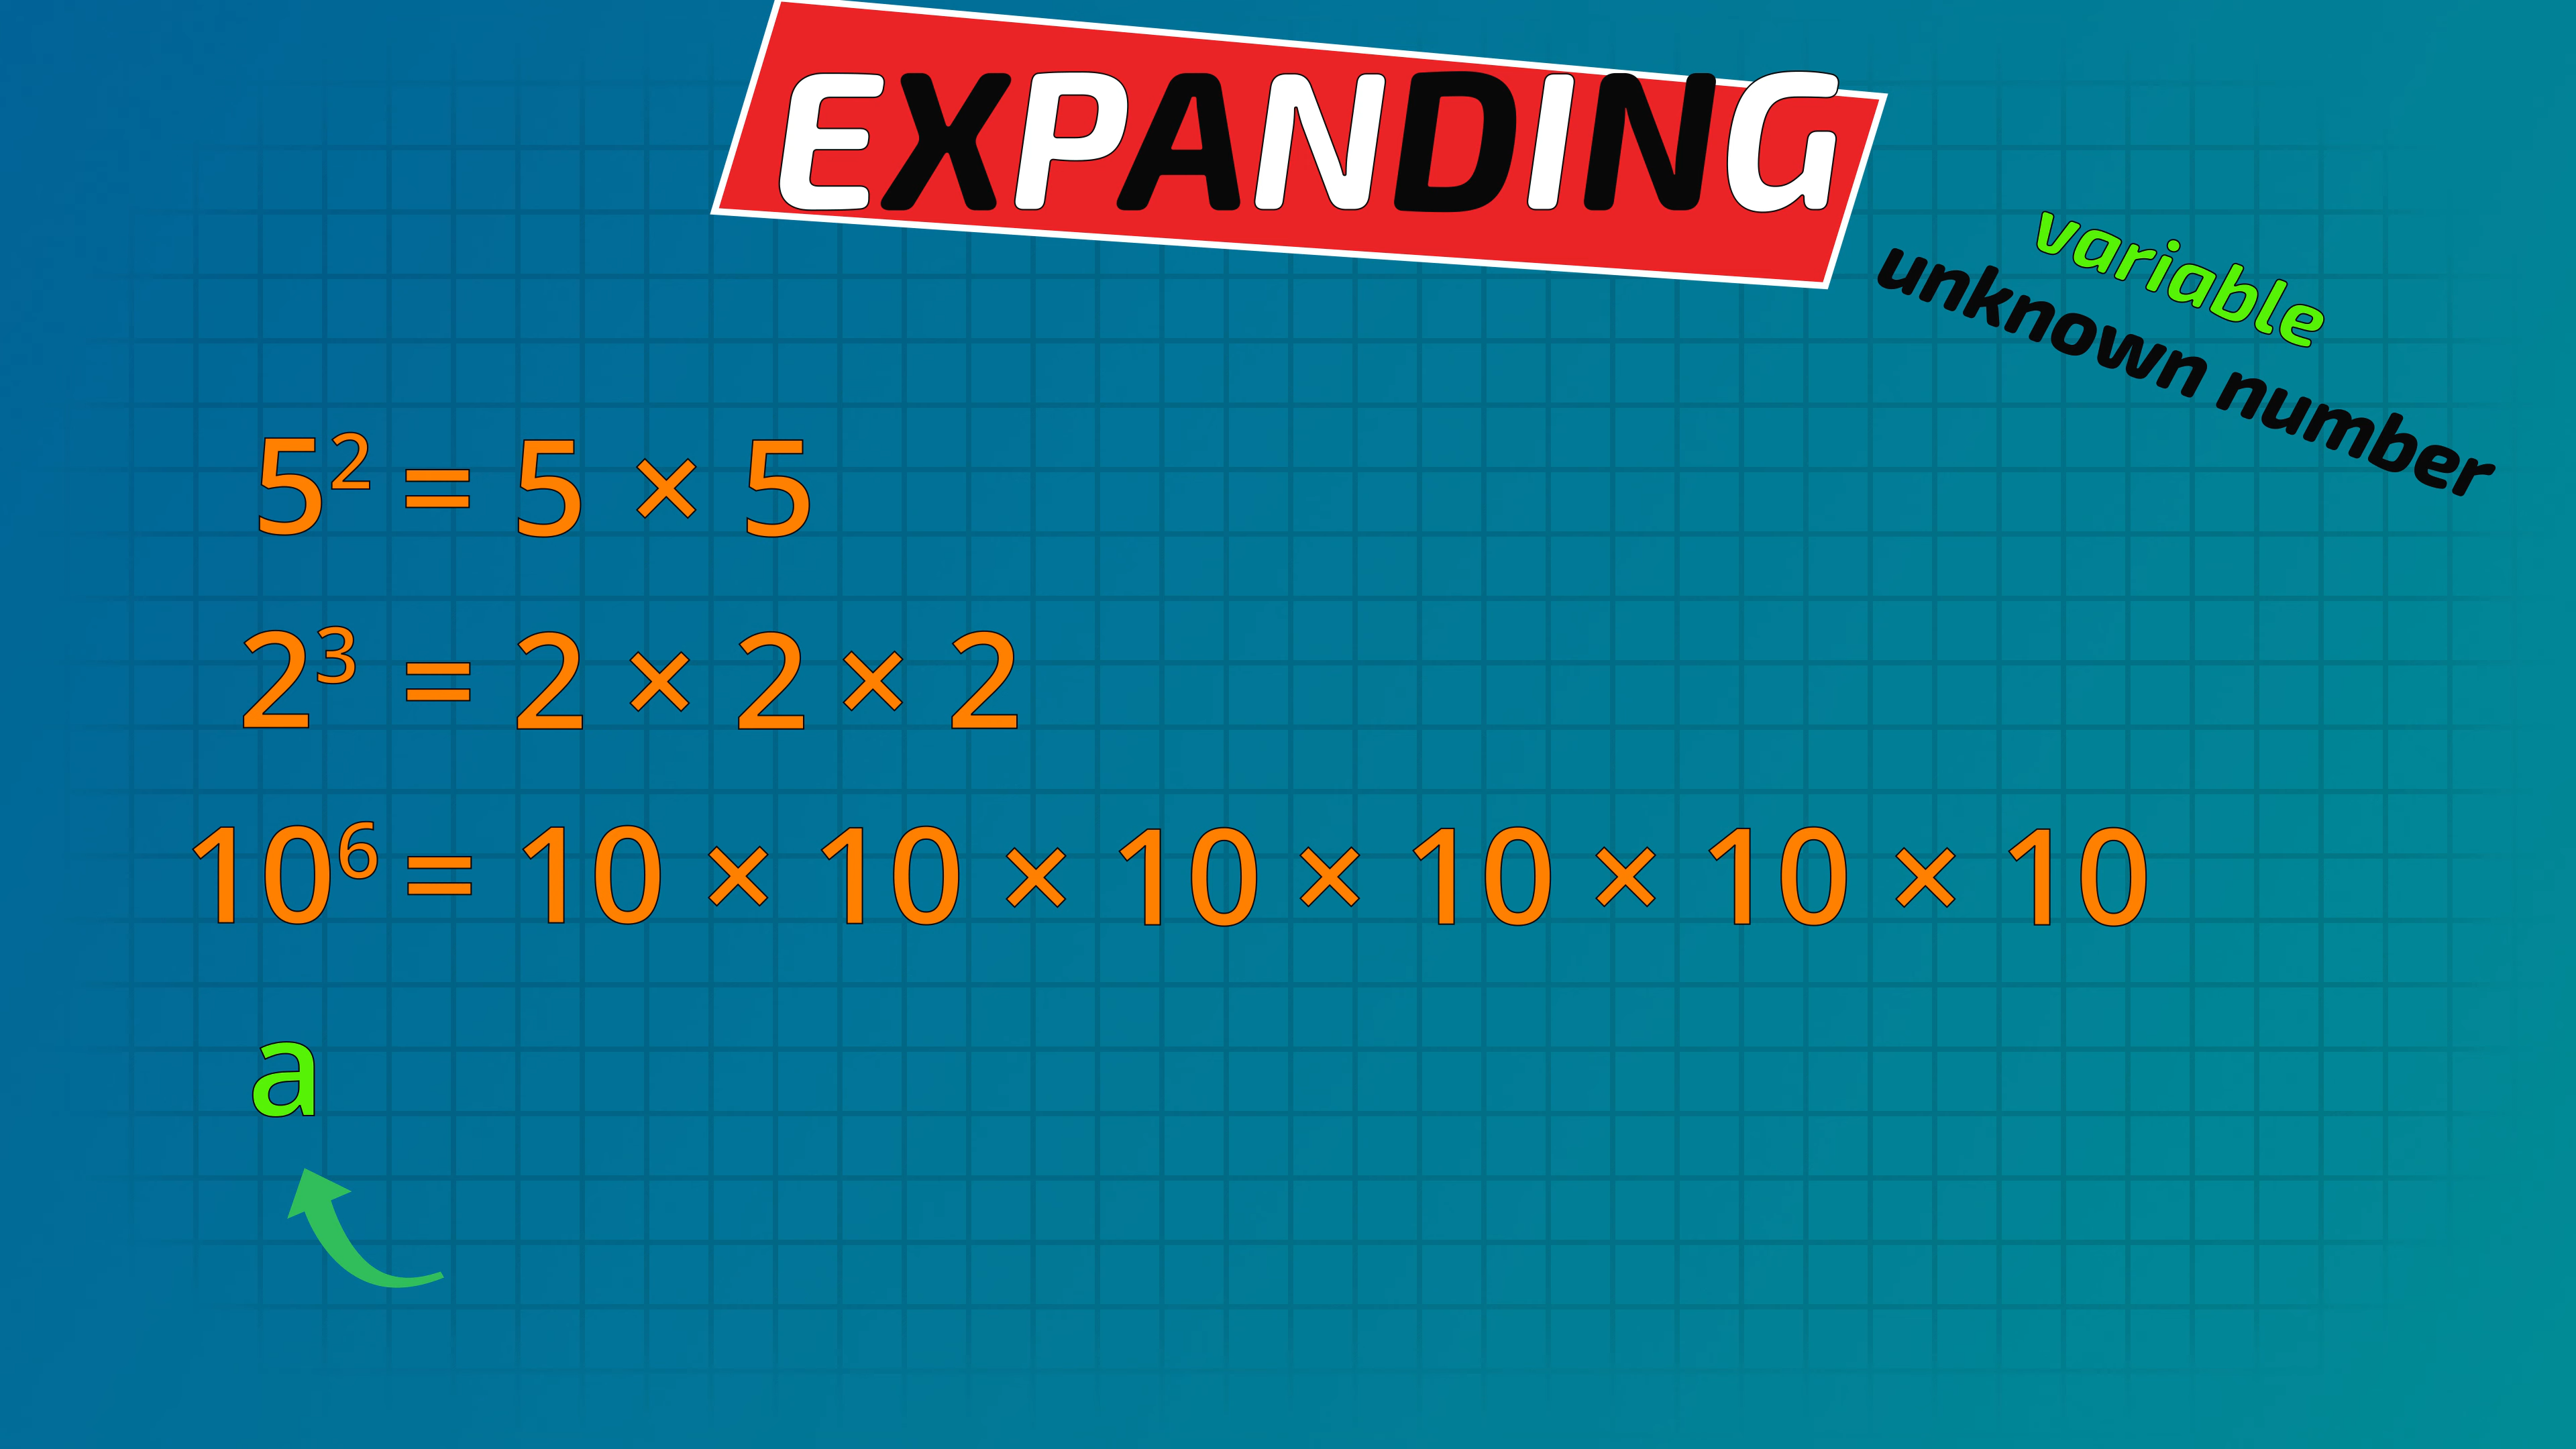 EXPANDING
variable
unknown number
5² = 5 × 5
2³ = 2 × 2 × 2
10⁶ = 10 × 10 × 10 × 10 × 10 × 10
a